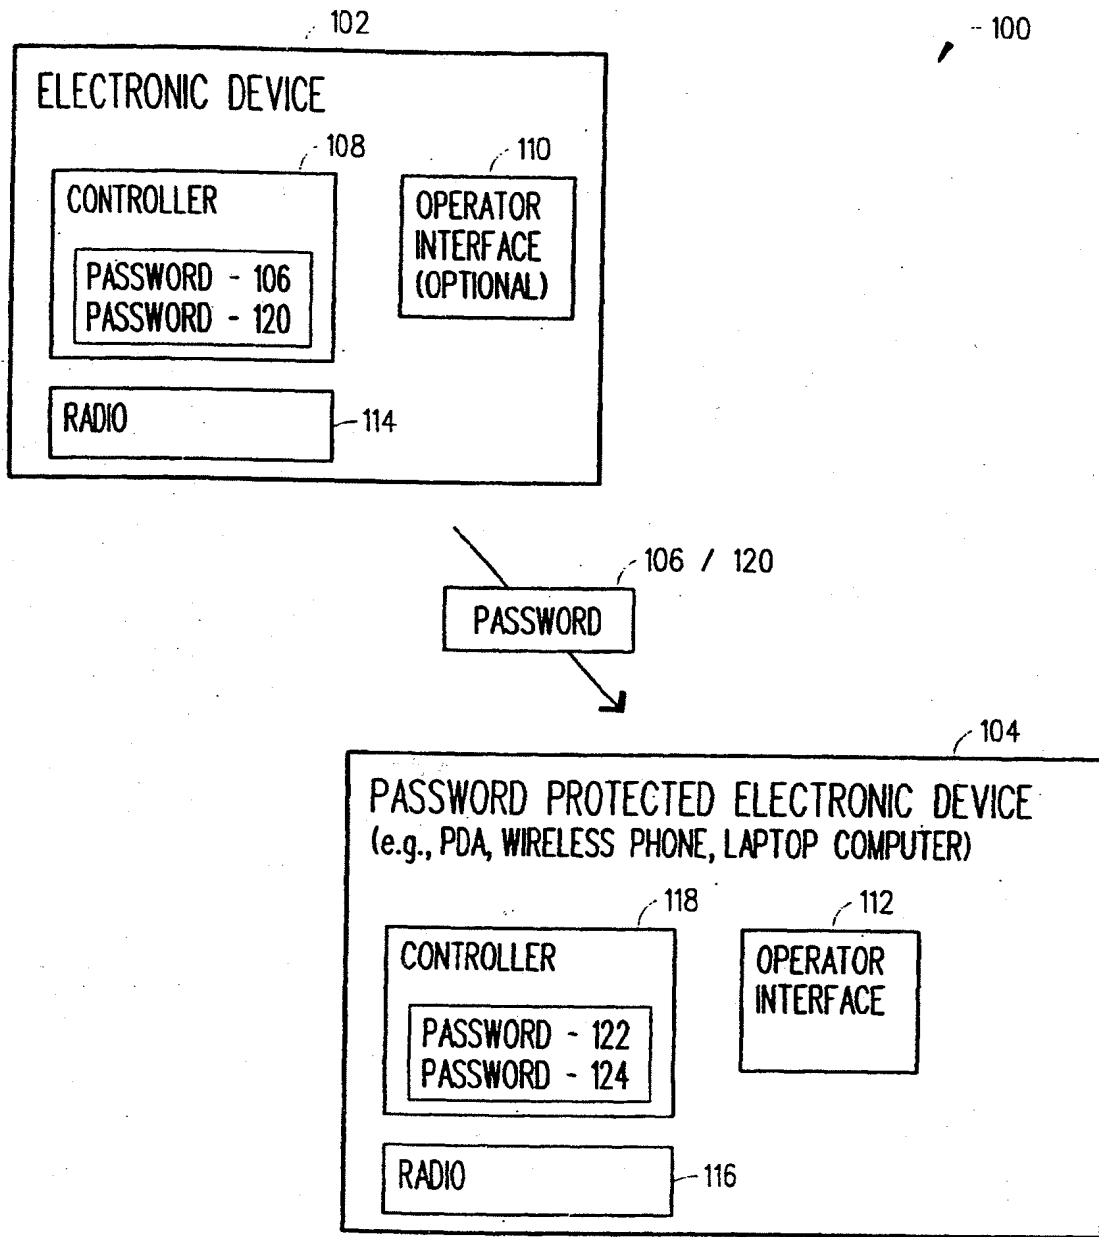 102
100
ELECTRONIC DEVICE
108
110
CONTROLLER
PASSWORD - 106
PASSWORD - 120
OPERATOR
INTERFACE
(OPTIONAL)
RADIO
114
106 / 120
PASSWORD
104
PASSWORD PROTECTED ELECTRONIC DEVICE
(e.g., PDA, WIRELESS PHONE, LAPTOP COMPUTER)
118
112
CONTROLLER
PASSWORD - 122
PASSWORD - 124
OPERATOR
INTERFACE
RADIO
116